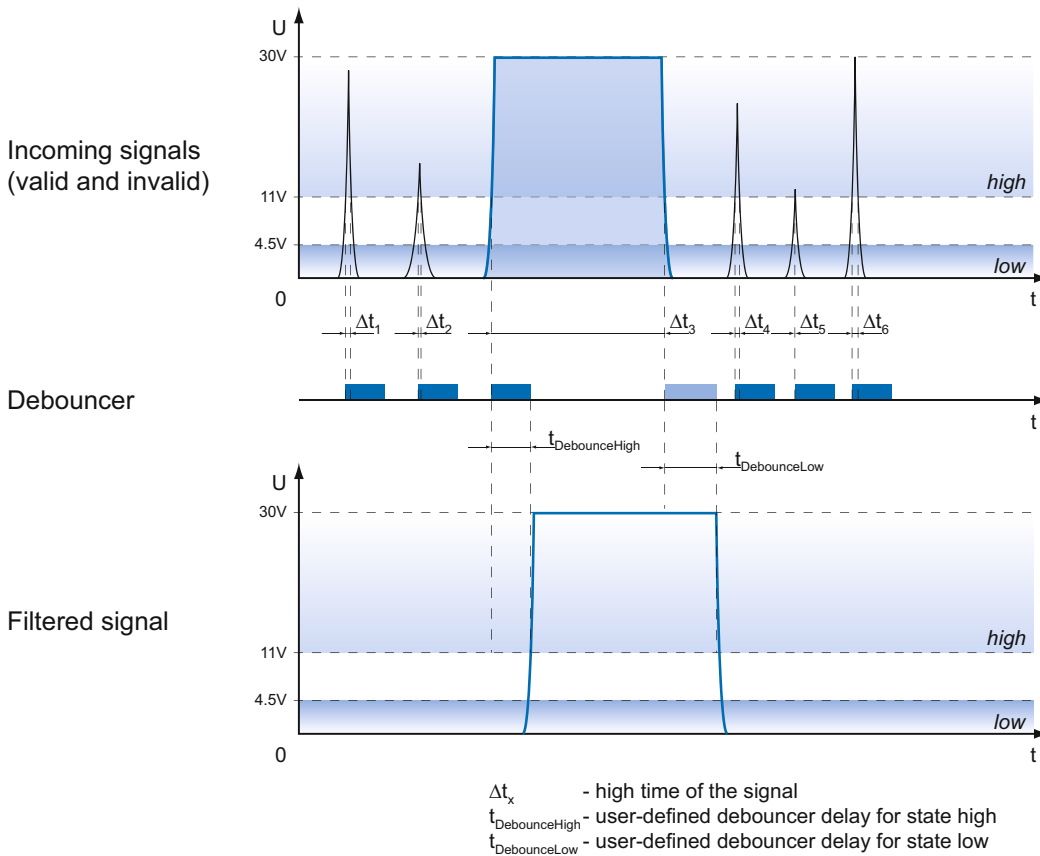 U
30V
Incoming signals
(valid and invalid)
high
11V
4.5V
low
0
t
Δt1 Δt2 Δt3 Δt4 Δt5 Δt6
Debouncer
tDebounceHigh
tDebounceLow
U
30V
Filtered signal
high
11V
4.5V
low
0
t
Δtx - high time of the signal
tDebounceHigh - user-defined debouncer delay for state high
tDebounceLow - user-defined debouncer delay for state low